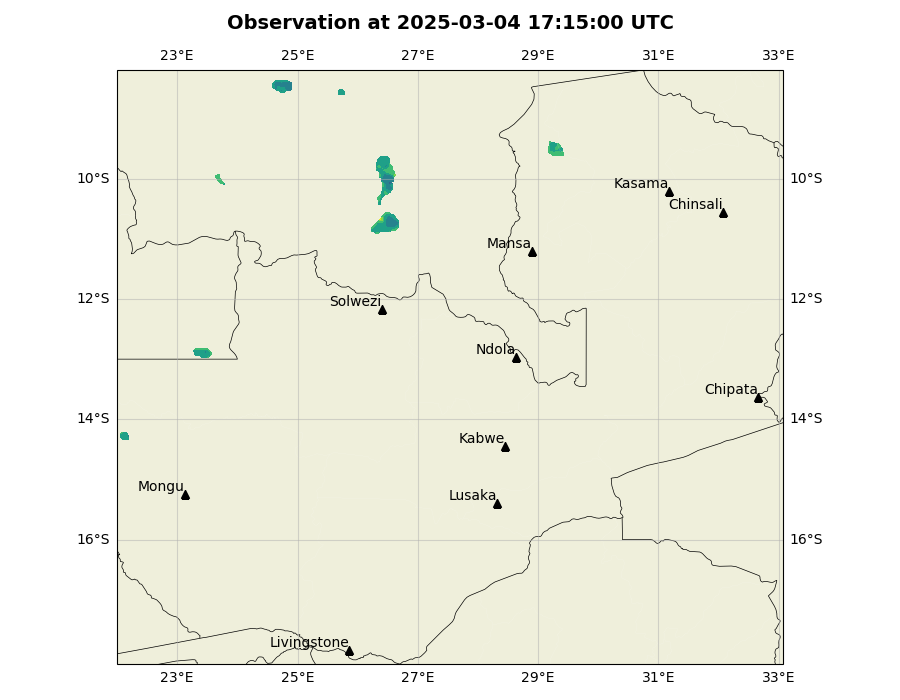 Observation at 2025-03-04 17:15:00 UTC
23°E 25°E 27°E 29°E 31°E 33°E
10°S 10°S
Kasama
Chinsali
Mansa
12°S 12°S
Solwezi
Ndola
Chipata
14°S 14°S
Kabwe
Mongu
Lusaka
16°S 16°S
Livingstone
23°E 25°E 27°E 29°E 31°E 33°E